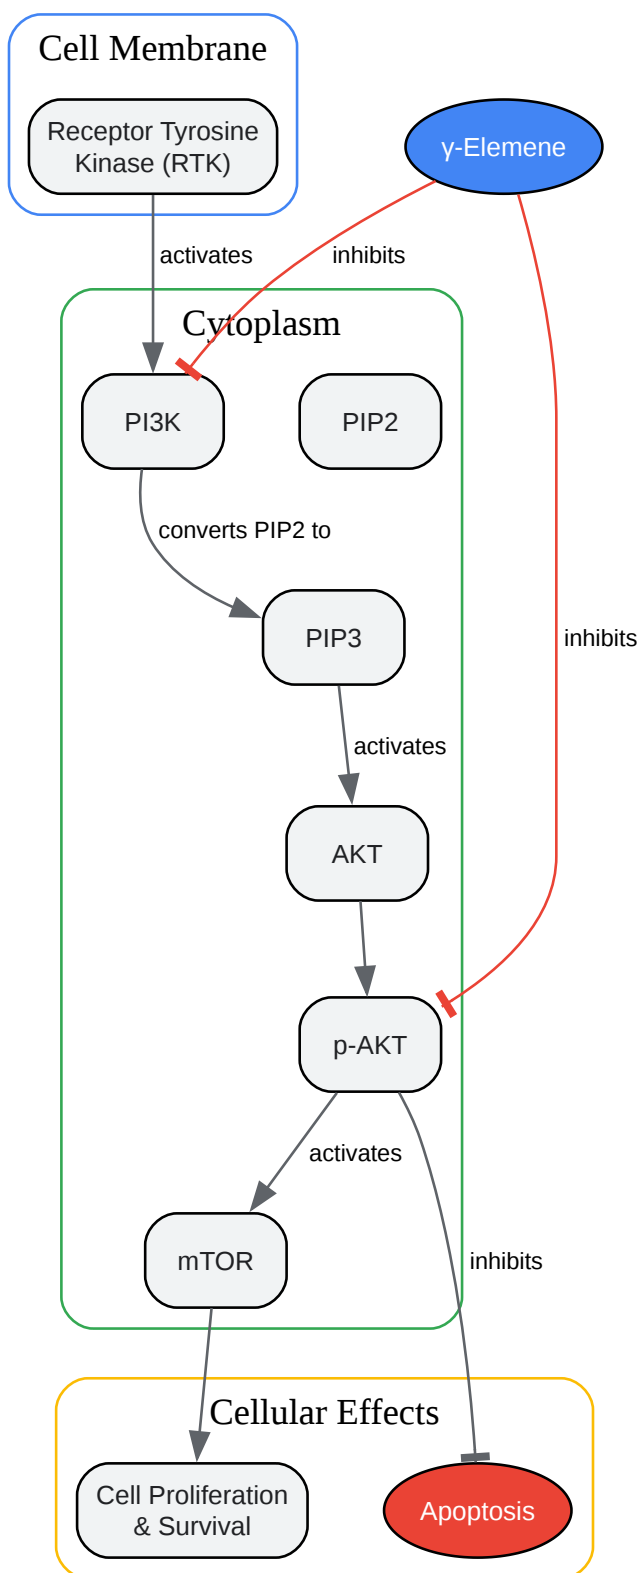 Cell Membrane
Receptor Tyrosine
Kinase (RTK)
γ-Elemene
activates
inhibits
Cytoplasm
PI3K
PIP2
converts PIP2 to
PIP3
inhibits
activates
AKT
p-AKT
activates
mTOR
inhibits
Cellular Effects
Cell Proliferation
& Survival
Apoptosis